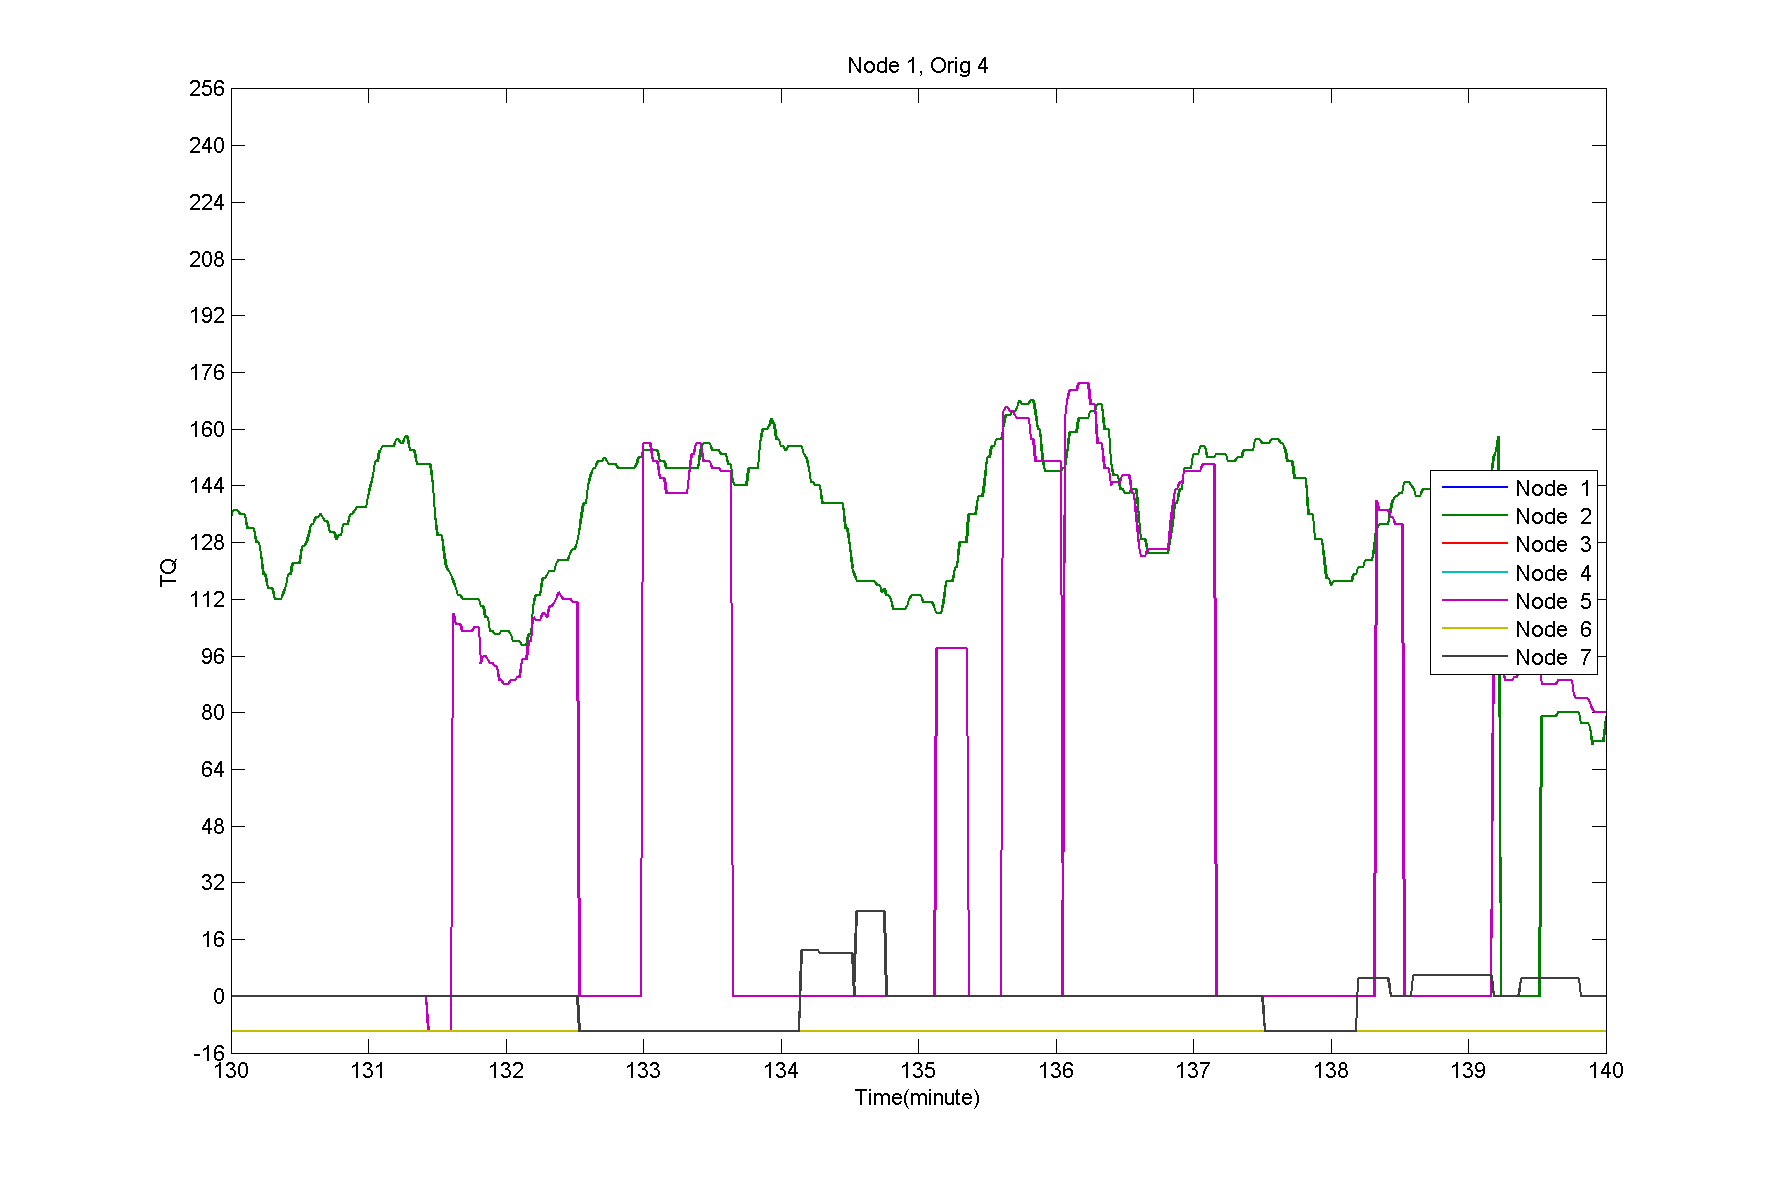 Node 1, Orig 4
256
240
224
208
192
176
160
144
128
112
96
80
64
48
32
16
0
-16
TQ
Node 1
Node 2
Node 3
Node 4
Node 5
Node 6
Node 7
130 131 132 133 134 135 136 137 138 139 140
Time(minute)